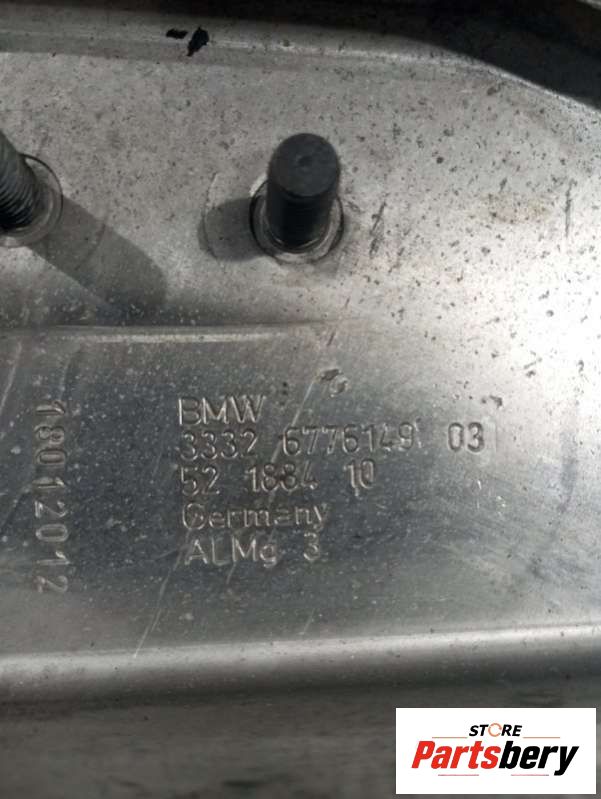 BMW
3332 6776149 03
52 1884 10
Germany
ALMg 3
18012012
STORE
Partsbery